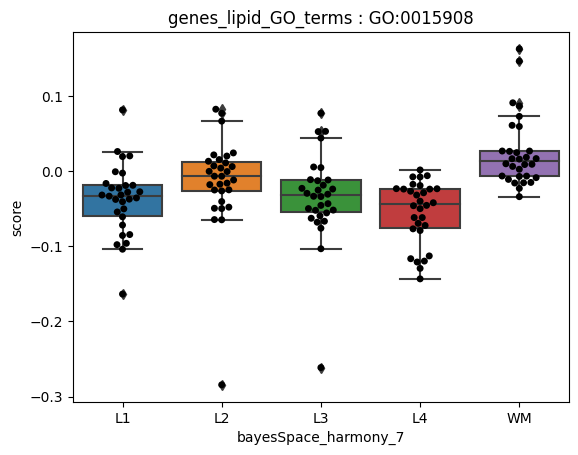 genes_lipid_GO_terms : GO:0015908
0.1
0.0
−0.1
−0.2
−0.3
score
L1 L2 L3 L4 WM
bayesSpace_harmony_7